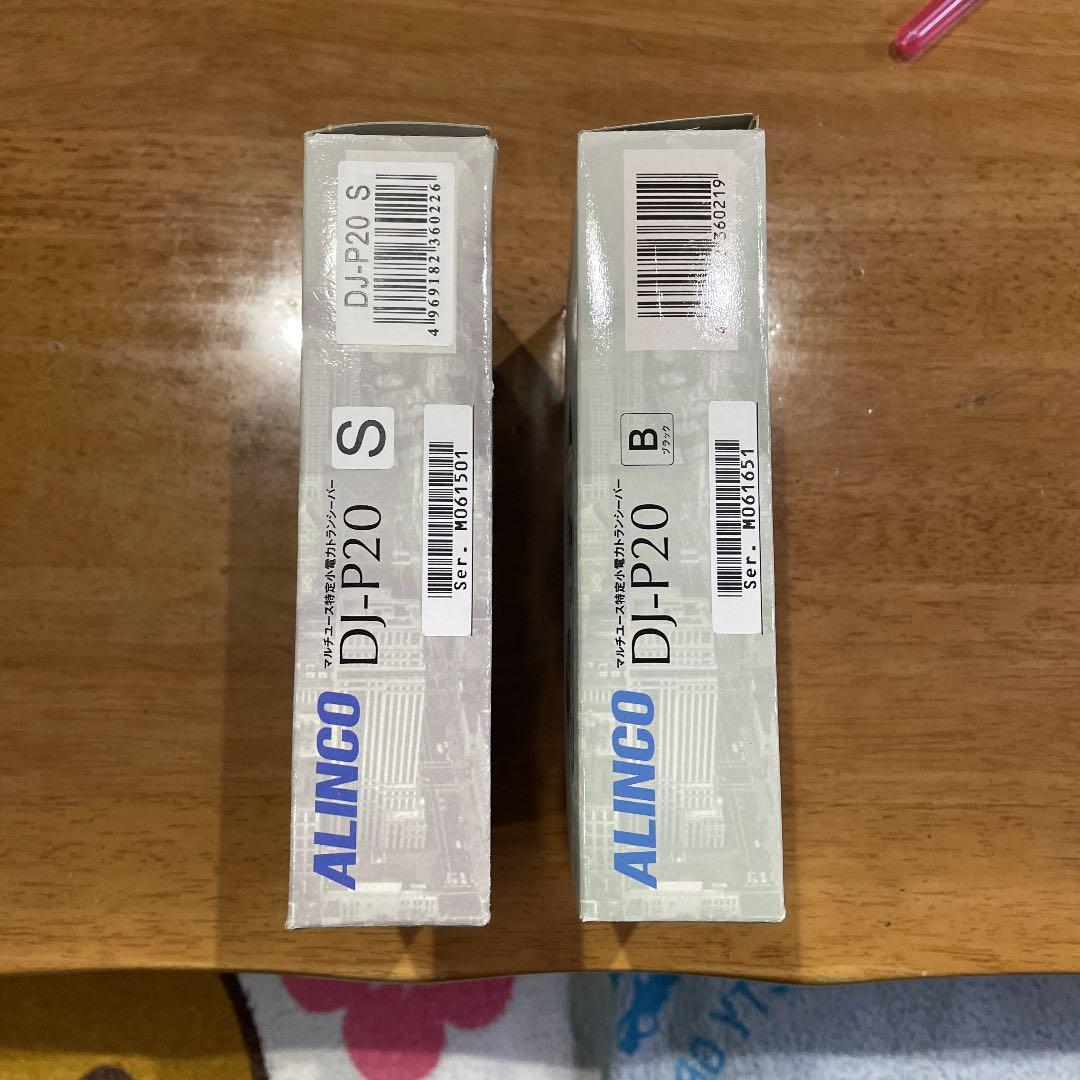 DJ-P20 S
4 969182 360226
S
Ser. M061501
マルチユース特定小電力トランシーバー
DJ-P20
ALINCO
4
360219
B
ブラック
Ser. M061651
マルチユース特定小電力トランシーバー
DJ-P20
ALINCO